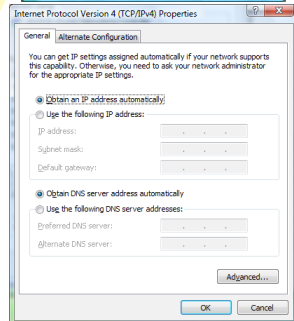 Internet Protocol Version 4 (TCP/IPv4) Properties
General
Alternate Configuration
You can get IP settings assigned automatically if your network supports
this capability. Otherwise, you need to ask your network administrator
for the appropriate IP settings.
Obtain an IP address automatically
Use the following IP address:
IP address:
Subnet mask:
Default gateway:
Obtain DNS server address automatically
Use the following DNS server addresses:
Preferred DNS server:
Alternate DNS server:
Advanced...
OK
Cancel